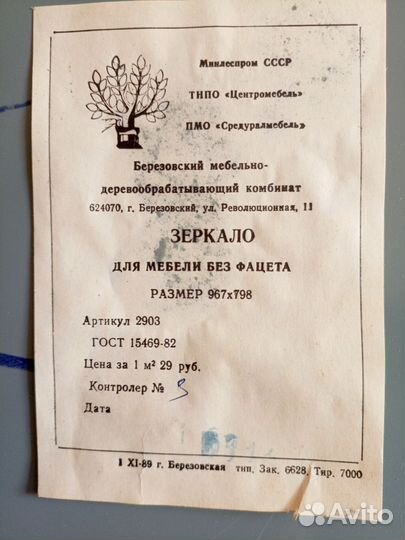 Минлеспром СССР
ТНПО «Центромебель»
ПМО «Средуралмебель»
Березовский мебельно-
деревообрабатывающий комбинат
624070, г. Березовский, ул. Революционная, 11
ЗЕРКАЛО
ДЛЯ МЕБЕЛИ БЕЗ ФАЦЕТА
РАЗМЕР 967х798
Артикул 2903
ГОСТ 15469-82
Цена за 1 м² 29 руб.
Контролер №
Дата
1 XI-89 г. Березовская тип. Зак. 6628, Тир. 7000
Avito